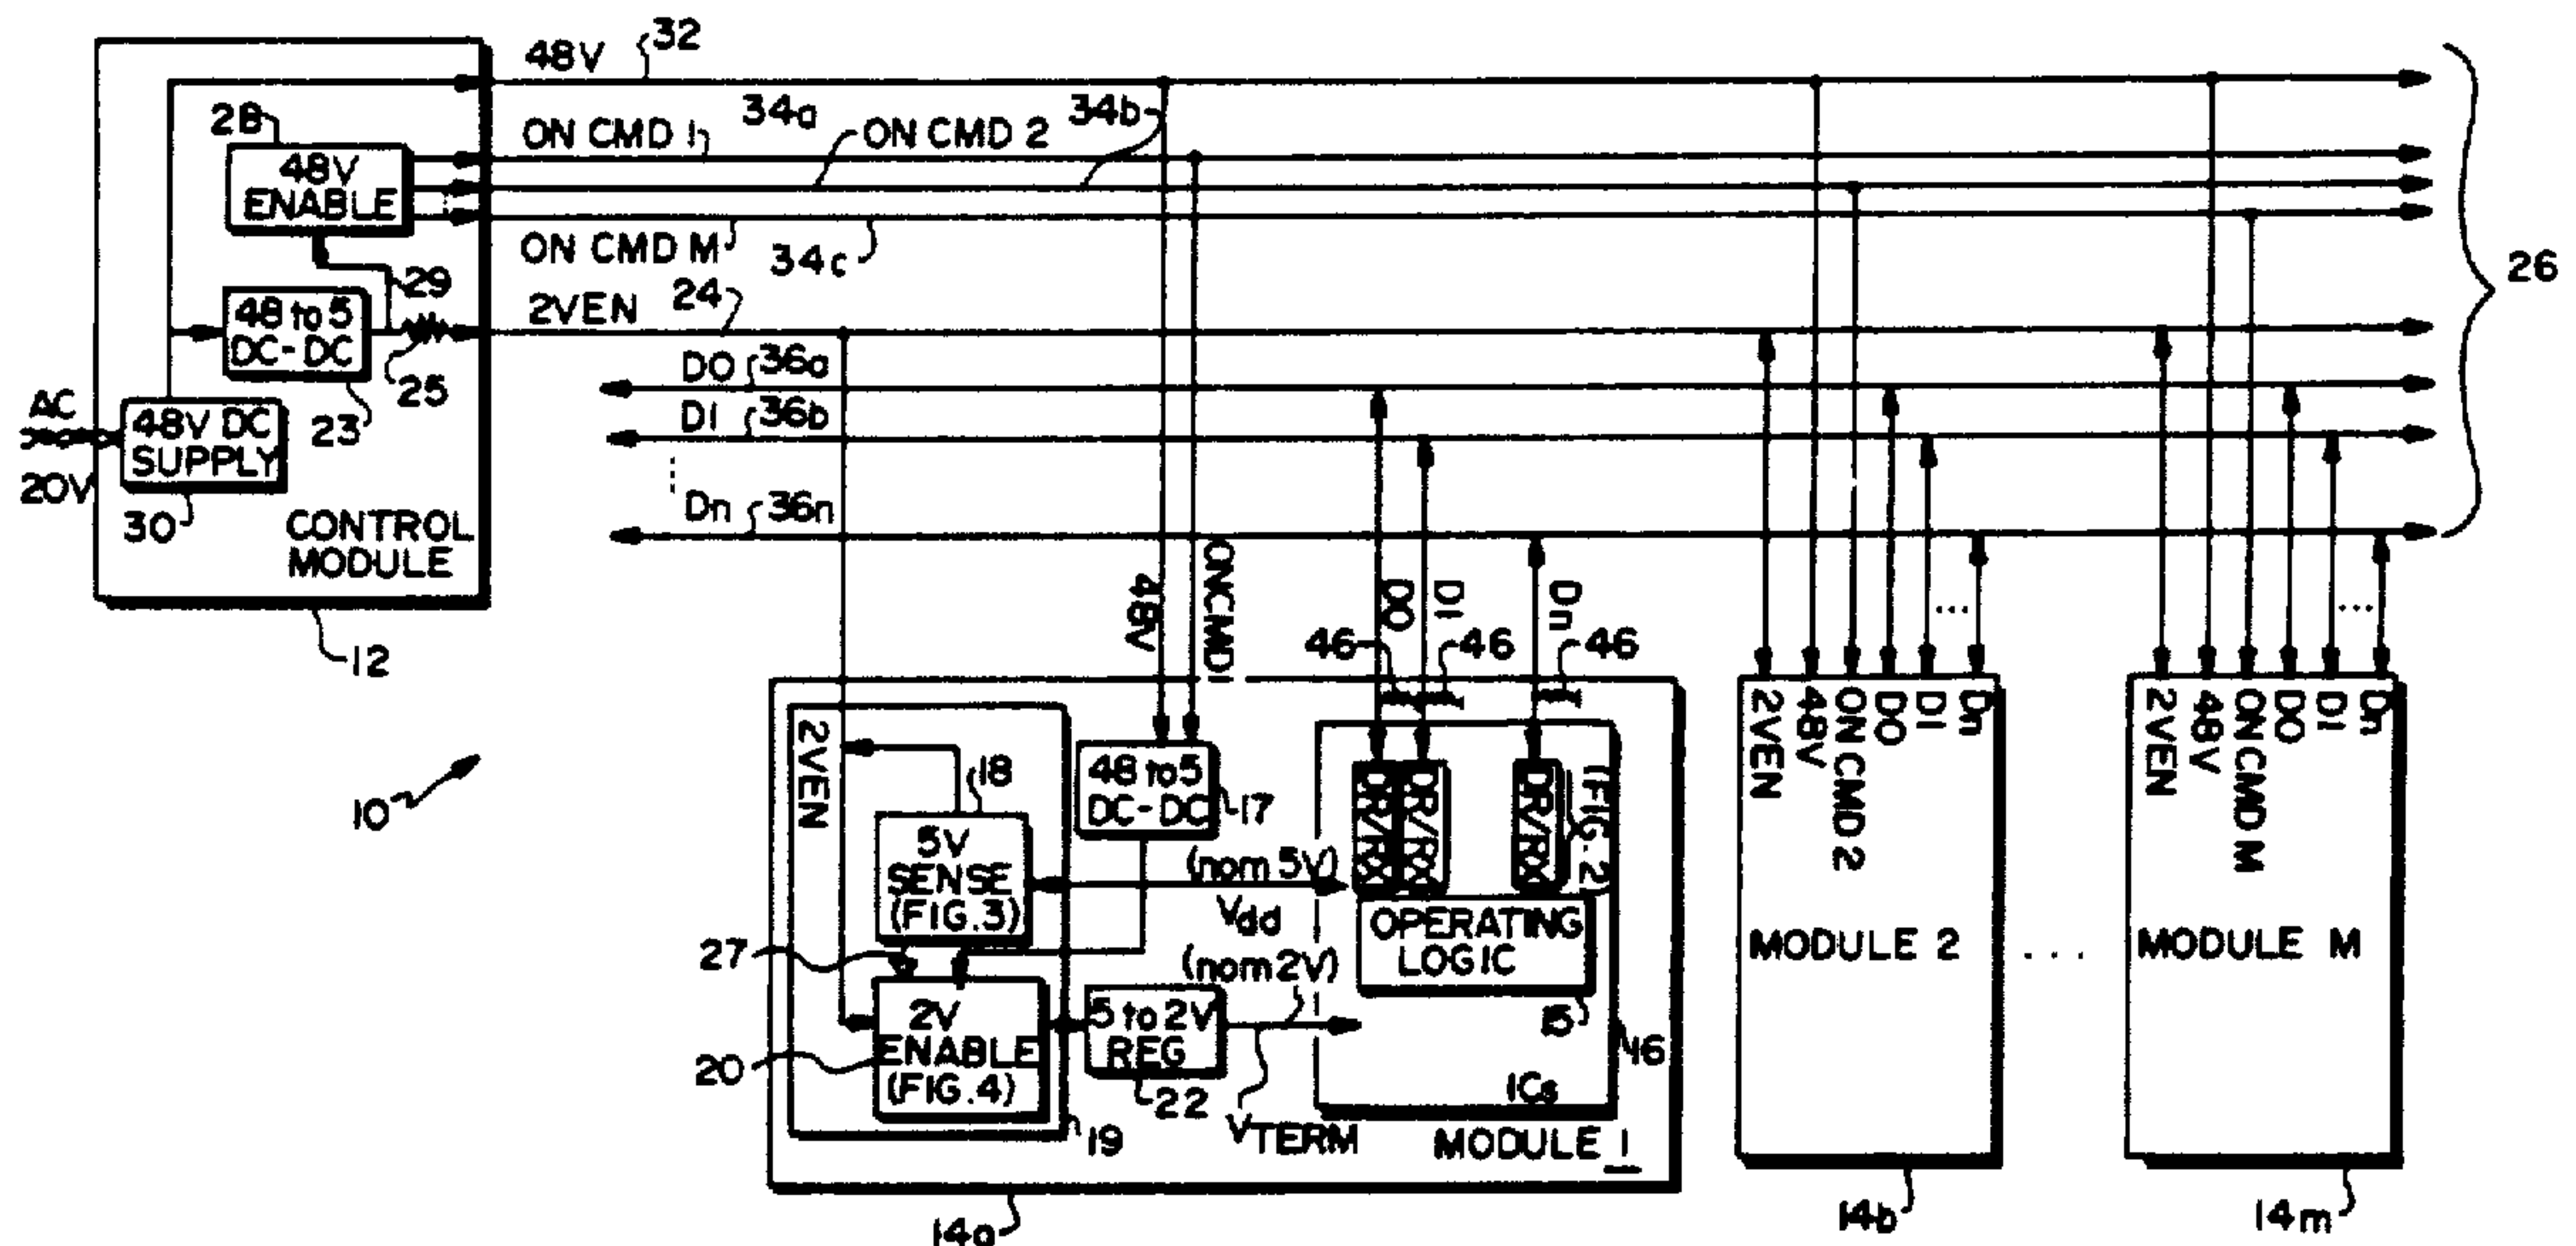 48V
32
28
48V
ENABLE
ON CMD 1
34a
ON CMD 2
34b
ON CMD M
34c
29
48 to 5
DC-DC
25
23
2VEN
24
AC
20V
48V DC
SUPPLY
30
CONTROL
MODULE
12
D0
36a
D1
36b
Dn
36n
26
10
48V
ONCMD1
D0
D1
Dn
46
46
46
2VEN
18
5V
SENSE
(FIG.3)
27
2V
ENABLE
(FIG.4)
20
19
48 to 5
DC-DC
17
(nom 5V)
Vdd
(nom 2V)
5 to 2V
REG
22
VTERM
DR/RX
DR/RX
DR/RX
(FIG.2)
OPERATING
LOGIC
15
16
ICs
MODULE 1
14a
2VEN
48V
ON CMD 2
D0
D1
Dn
MODULE 2
14b
....
2VEN
48V
ON CMD M
D0
D1
Dn
MODULE M
14m